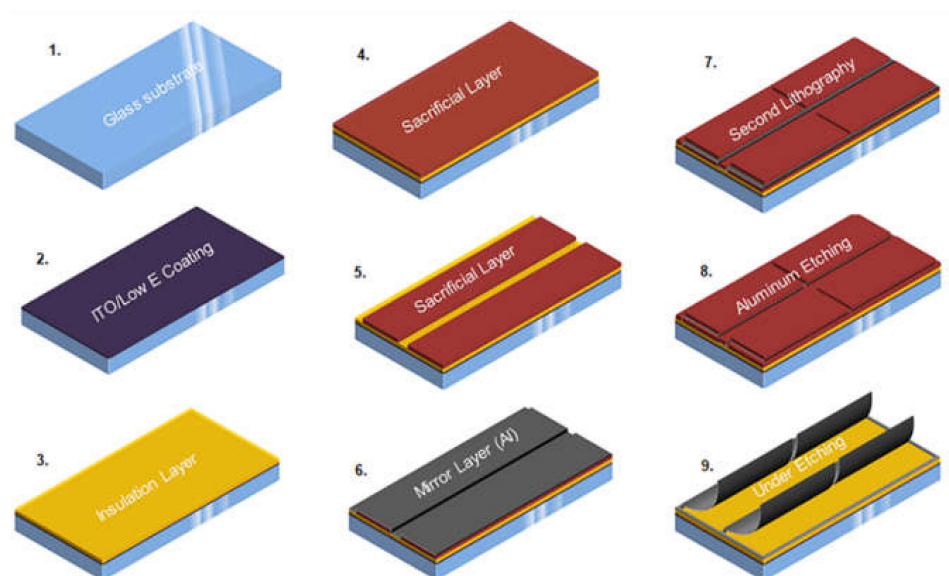 1.
Glass substrate
2.
ITO/Low E Coating
3.
Insulation Layer
4.
Sacrificial Layer
5.
Sacrificial Layer
6.
Mirror Layer (Al)
7.
Second Lithography
8.
Aluminum Etching
9.
Under Etching